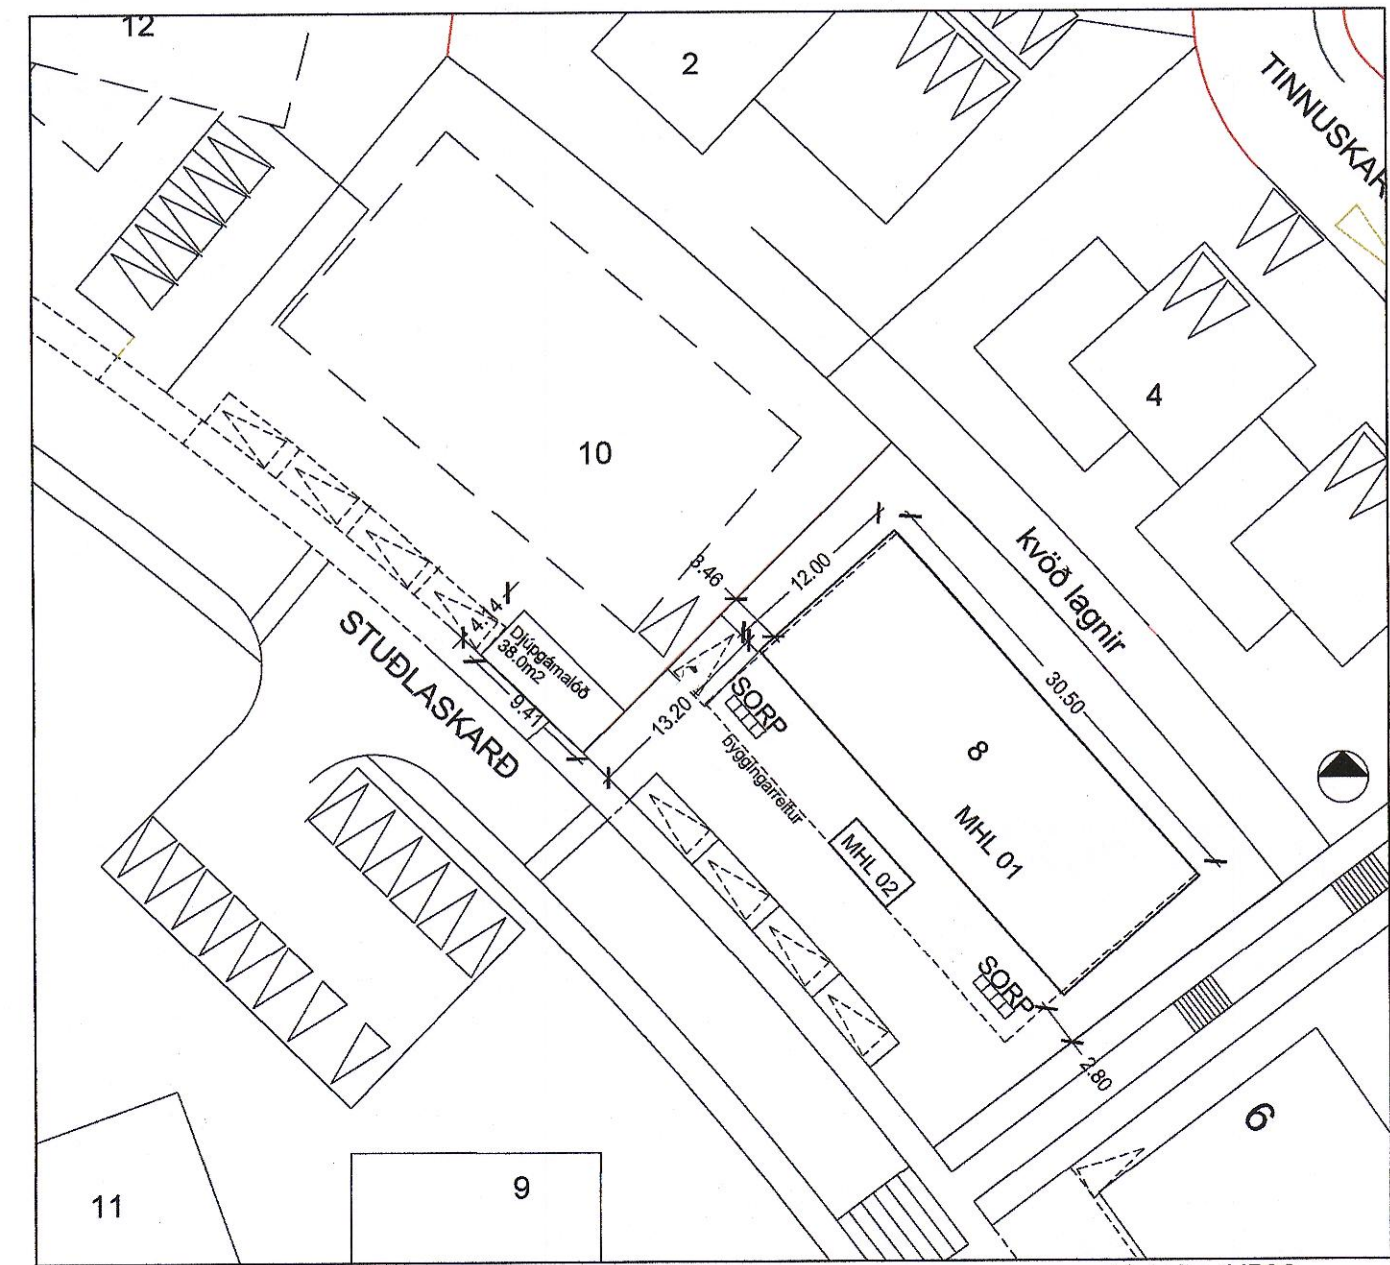 12
2
TINNUSKAR
4
10
kvöð lagnir
3.46
12.00
30.50
4.14
Djúpgámalóð
38.0m2
STUÐLASKARÐ
9.41
13.20
SORP
byggingarreitur
8
MHL 01
MHL 02
SORP
2.80
6
11
9